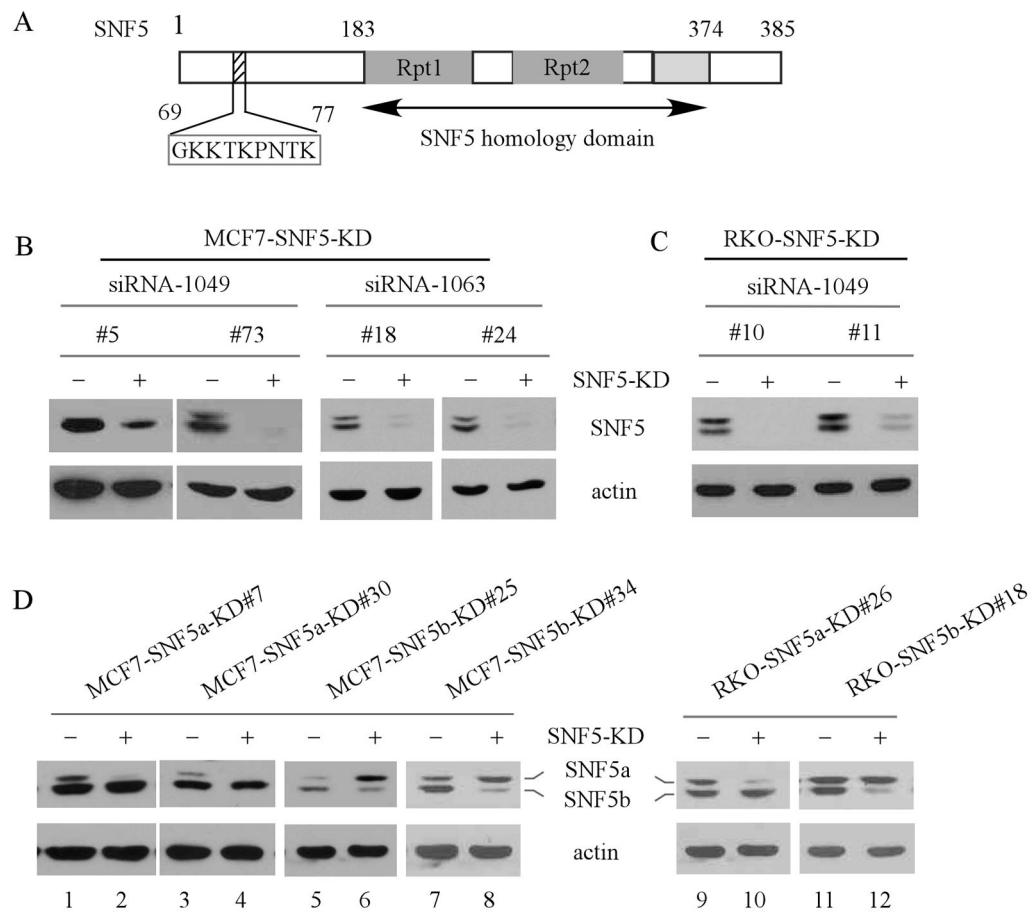 A
SNF5 1 183 374 385
Rpt1 Rpt2
69 77
SNF5 homology domain
GKKTKPNTK
B
MCF7-SNF5-KD
siRNA-1049 siRNA-1063
#5 #73 #18 #24
− + − + − + − + SNF5-KD
SNF5
actin
C
RKO-SNF5-KD
siRNA-1049
#10 #11
− + − +
D
MCF7-SNF5a-KD#7
MCF7-SNF5a-KD#30
MCF7-SNF5b-KD#25
MCF7-SNF5b-KD#34
RKO-SNF5a-KD#26
RKO-SNF5b-KD#18
− + − + − + − + SNF5-KD − + − +
SNF5a
SNF5b
actin
1 2 3 4 5 6 7 8 9 10 11 12